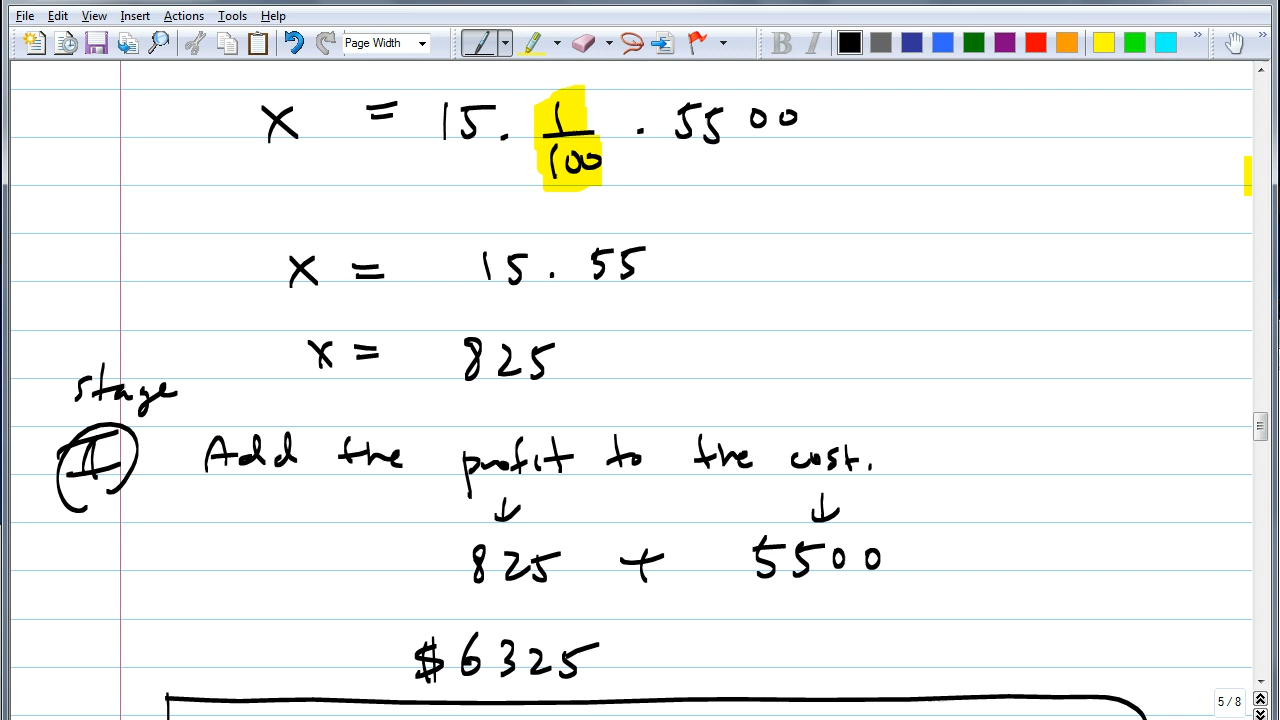 File Edit View Insert Actions Tools Help
Page Width
B I
x = 15 · 1/100 · 5500
x = 15 · 55
x = 825
stage
II Add the profit to the cost.
↓ ↓
825 + 5500
$6325
5 / 8